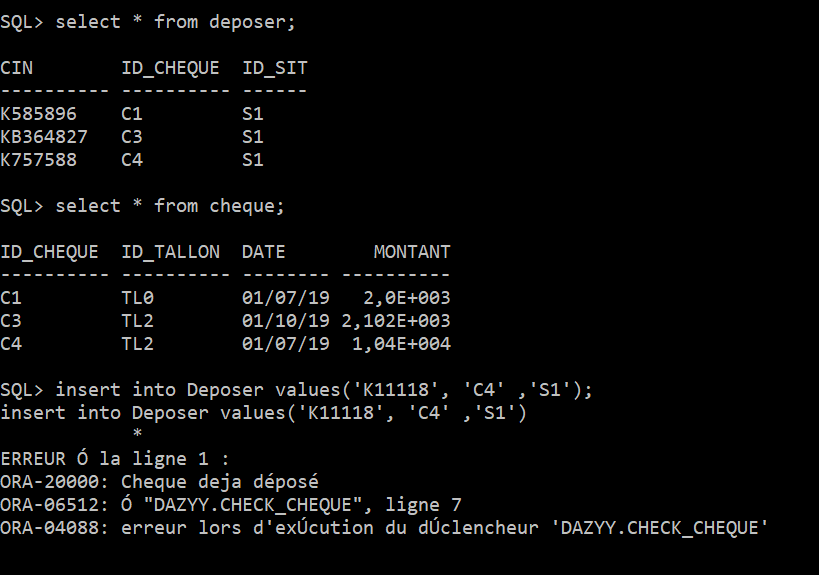 SQL> select * from deposer;
CIN        ID_CHEQUE  ID_SIT
---------- ---------- ------
K585896    C1         S1
KB364827   C3         S1
K757588    C4         S1
SQL> select * from cheque;
ID_CHEQUE  ID_TALLON  DATE        MONTANT
---------- ---------- -------- ----------
C1         TL0        01/07/19   2,0E+003
C3         TL2        01/10/19 2,102E+003
C4         TL2        01/07/19  1,04E+004
SQL> insert into Deposer values('K11118', 'C4' ,'S1');
insert into Deposer values('K11118', 'C4' ,'S1')
            *
ERREUR Ó la ligne 1 :
ORA-20000: Cheque deja déposé
ORA-06512: Ó "DAZYY.CHECK_CHEQUE", ligne 7
ORA-04088: erreur lors d'exÚcution du dÚclencheur 'DAZYY.CHECK_CHEQUE'